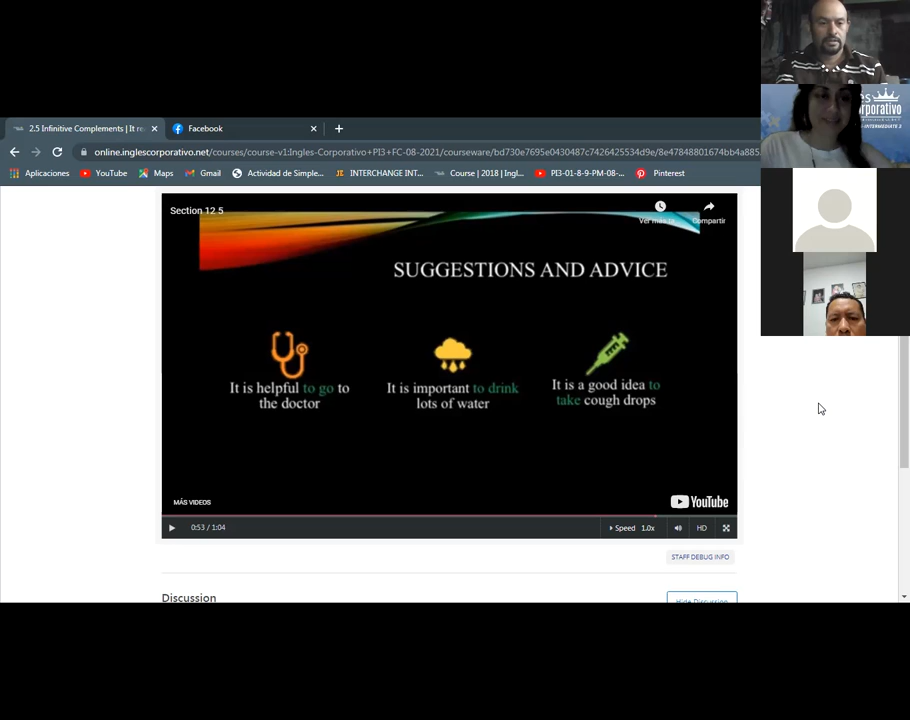 2.5 Infinitive Complements | It re
Facebook
online.inglescorporativo.net/courses/course-v1:Ingles-Corporativo+PI3+FC-08-2021/courseware/bd730e7695e0430487c7426425534d9e/8e47848801674bb4a885
Aplicaciones
YouTube
Maps
Gmail
Actividad de Simple...
INTERCHANGE INT...
Course | 2018 | Ingl...
PI3-01-8-9-PM-08-...
Pinterest
Section 12 5
Ver más
Compartir
SUGGESTIONS AND ADVICE
It is helpful to go to
the doctor
It is important to drink
lots of water
It is a good idea to
take cough drops
MÁS VIDEOS
YouTube
0:53 / 1:04
Speed 1.0x
HD
STAFF DEBUG INFO
Discussion
Hide Discussion